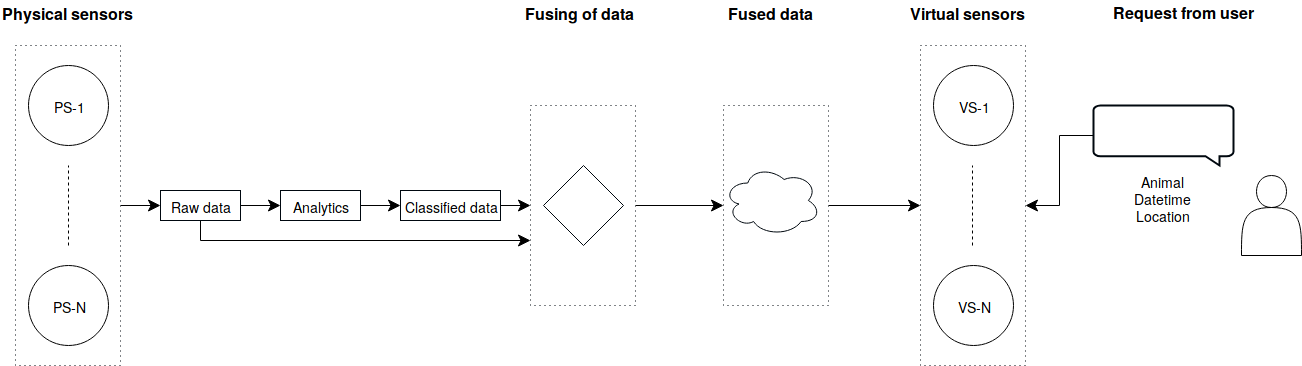 Physical sensors
Fusing of data
Fused data
Virtual sensors
Request from user
PS-1
PS-N
Raw data
Analytics
Classified data
VS-1
VS-N
Animal
Datetime
Location